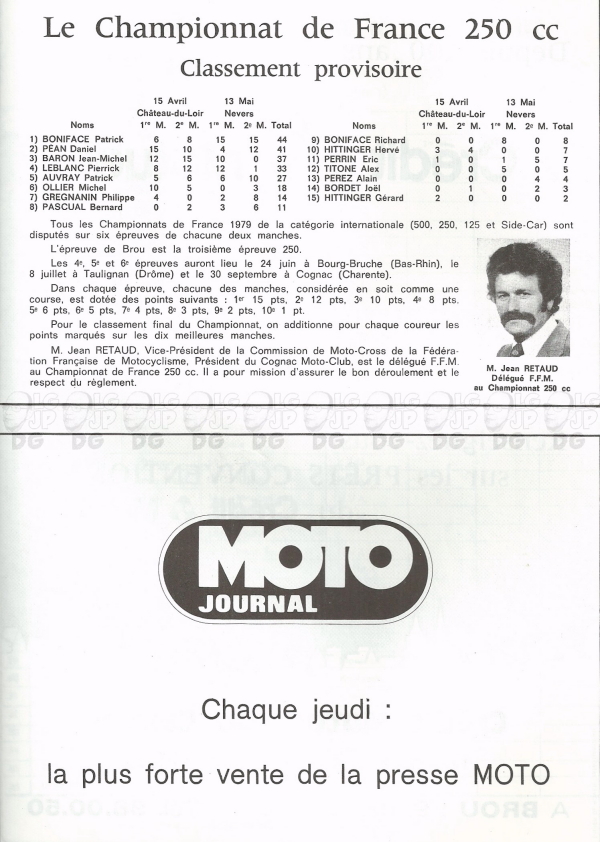 Le Championnat de France 250 cc
Classement provisoire
15 Avril 13 Mai
Château-du-Loir Nevers
Noms 1re M. 2e M. 1re M. 2e M. Total
1) BONIFACE Patrick 6 8 15 15 44
2) PÉAN Daniel 15 10 4 12 41
3) BARON Jean-Michel 12 15 10 0 37
4) LEBLANC Pierrick 8 12 12 1 33
5) AUVRAY Patrick 5 6 6 10 27
6) OLLIER Michel 10 5 0 3 18
7) GREGNANIN Philippe 4 0 2 8 14
8) PASCUAL Bernard 0 2 3 6 11
15 Avril 13 Mai
Château-du-Loir Nevers
Noms 1re M. 2e M. 1re M. 2e M. Total
9) BONIFACE Richard 0 0 8 0 8
10) HITTINGER Hervé 3 4 0 0 7
11) PERRIN Eric 1 0 1 5 7
12) TITONE Alex 0 0 5 0 5
13) PEREZ Alain 0 0 0 4 4
14) BORDET Joël 0 1 0 2 3
15) HITTINGER Gérard 2 0 0 0 2
Tous les Championnats de France 1979 de la catégorie internationale (500, 250, 125 et Side-Car) sont
disputés sur six épreuves de chacune deux manches.
L'épreuve de Brou est la troisième épreuve 250.
Les 4e, 5e et 6e épreuves auront lieu le 24 juin à Bourg-Bruche (Bas-Rhin), le
8 juillet à Taulignan (Drôme) et le 30 septembre à Cognac (Charente).
Dans chaque épreuve, chacune des manches, considérée en soit comme une
course, est dotée des points suivants : 1er 15 pts, 2e 12 pts, 3e 10 pts, 4e 8 pts,
5e 6 pts, 6e 5 pts, 7e 4 pts, 8e 3 pts, 9e 2 pts, 10e 1 pt.
Pour le classement final du Championnat, on additionne pour chaque coureur les
points marqués sur les dix meilleures manches.
M. Jean RETAUD, Vice-Président de la Commission de Moto-Cross de la Fédéra-
tion Française de Motocyclisme, Président du Cognac Moto-Club, est le délégué F.F.M.
au Championnat de France 250 cc. Il a pour mission d'assurer le bon déroulement et le
respect du règlement.
M. Jean RETAUD
Délégué F.F.M.
au Championnat 250 cc
MOTO
JOURNAL
Chaque jeudi :
la plus forte vente de la presse MOTO